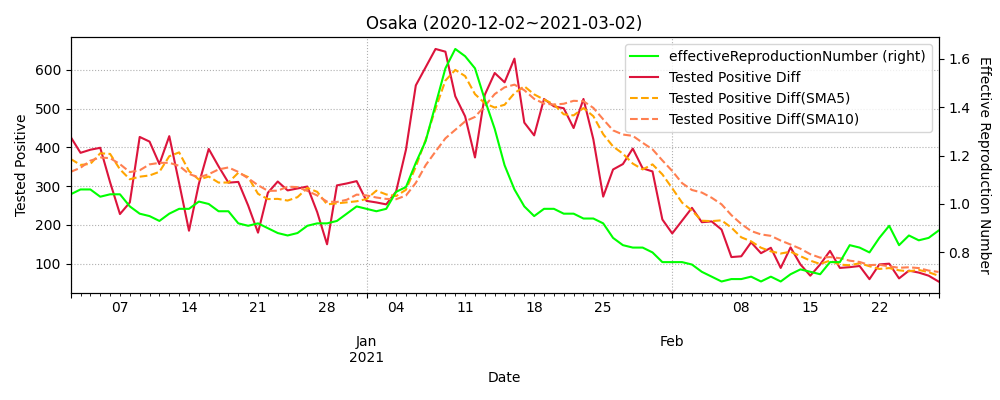 Osaka (2020-12-02~2021-03-02)
effectiveReproductionNumber (right)
Tested Positive Diff
Tested Positive Diff(SMA5)
Tested Positive Diff(SMA10)
Tested Positive
600
500
400
300
200
100
Effective Reproduction Number
1.6
1.4
1.2
1.0
0.8
07 14 21 28 04 11 18 25 08 15 22
Jan Feb
2021
Date